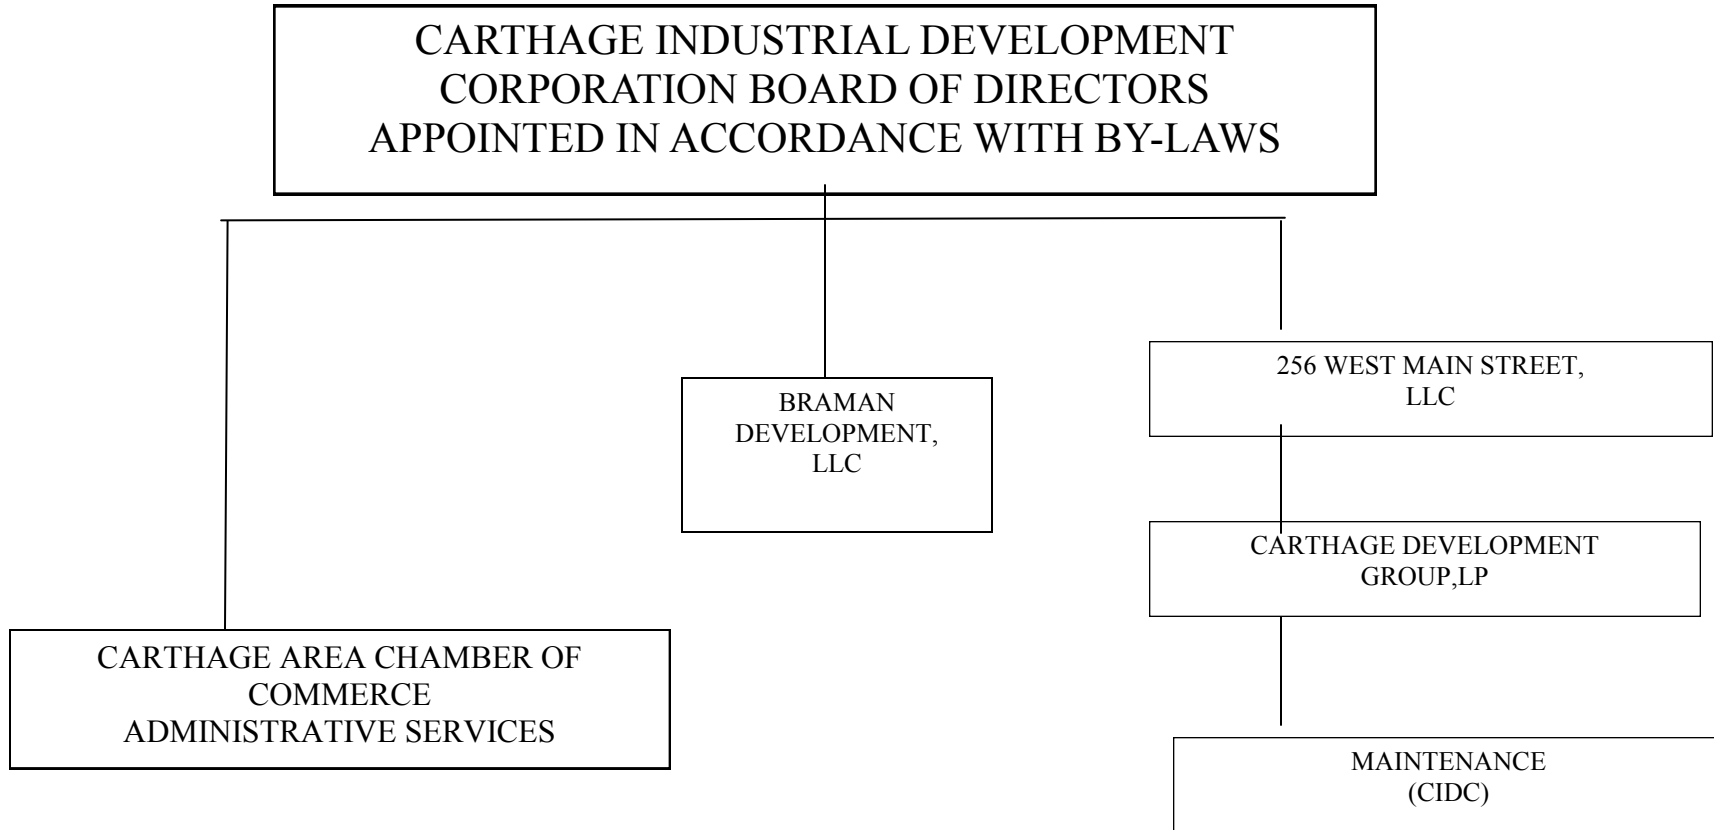 CARTHAGE INDUSTRIAL DEVELOPMENT
CORPORATION BOARD OF DIRECTORS
APPOINTED IN ACCORDANCE WITH BY-LAWS
256 WEST MAIN STREET,
LLC
BRAMAN
DEVELOPMENT,
LLC
CARTHAGE DEVELOPMENT
GROUP,LP
CARTHAGE AREA CHAMBER OF
COMMERCE
ADMINISTRATIVE SERVICES
MAINTENANCE
(CIDC)